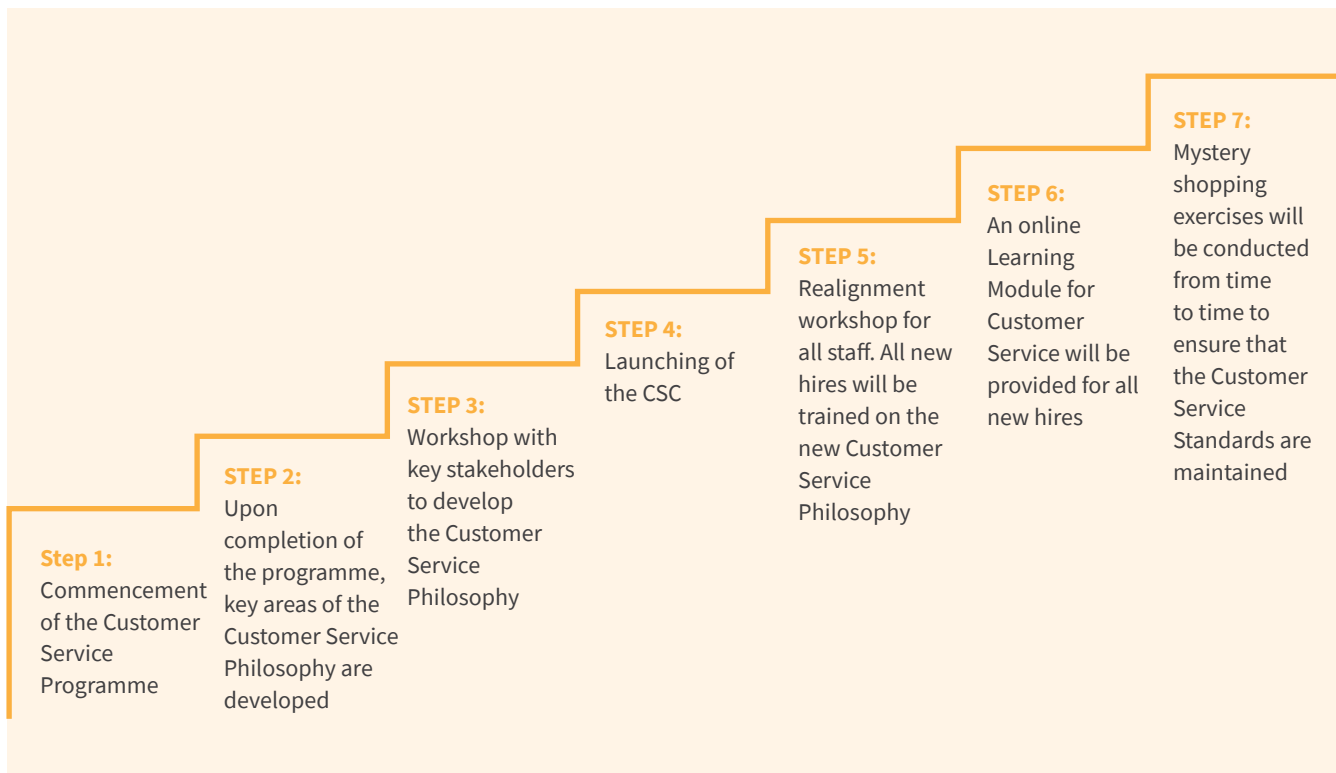 Step 1:
Commencement
of the Customer
Service
Programme
STEP 2:
Upon
completion of
the programme,
key areas of the
Customer Service
Philosophy are
developed
STEP 3:
Workshop with
key stakeholders
to develop
the Customer
Service
Philosophy
STEP 4:
Launching of
the CSC
STEP 5:
Realignment
workshop for
all staff. All new
hires will be
trained on the
new Customer
Service
Philosophy
STEP 6:
An online
Learning
Module for
Customer
Service will be
provided for all
new hires
STEP 7:
Mystery
shopping
exercises will
be conducted
from time
to time to
ensure that
the Customer
Service
Standards are
maintained